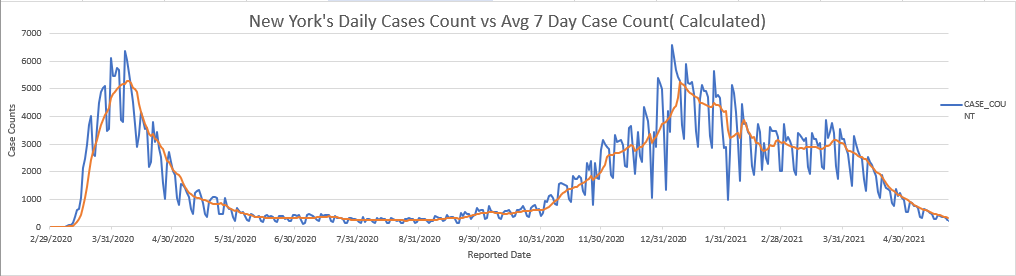 New York's Daily Cases Count vs Avg 7 Day Case Count( Calculated)
7000
6000
5000
4000
3000
2000
1000
0
Case Counts
2/29/2020 3/31/2020 4/30/2020 5/31/2020 6/30/2020 7/31/2020 8/31/2020 9/30/2020 10/31/2020 11/30/2020 12/31/2020 1/31/2021 2/28/2021 3/31/2021 4/30/2021
Reported Date
CASE_COU
NT